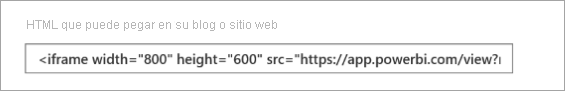 HTML que puede pegar en su blog o sitio web
<iframe width="800" height="600" src="https://app.powerbi.com/view?